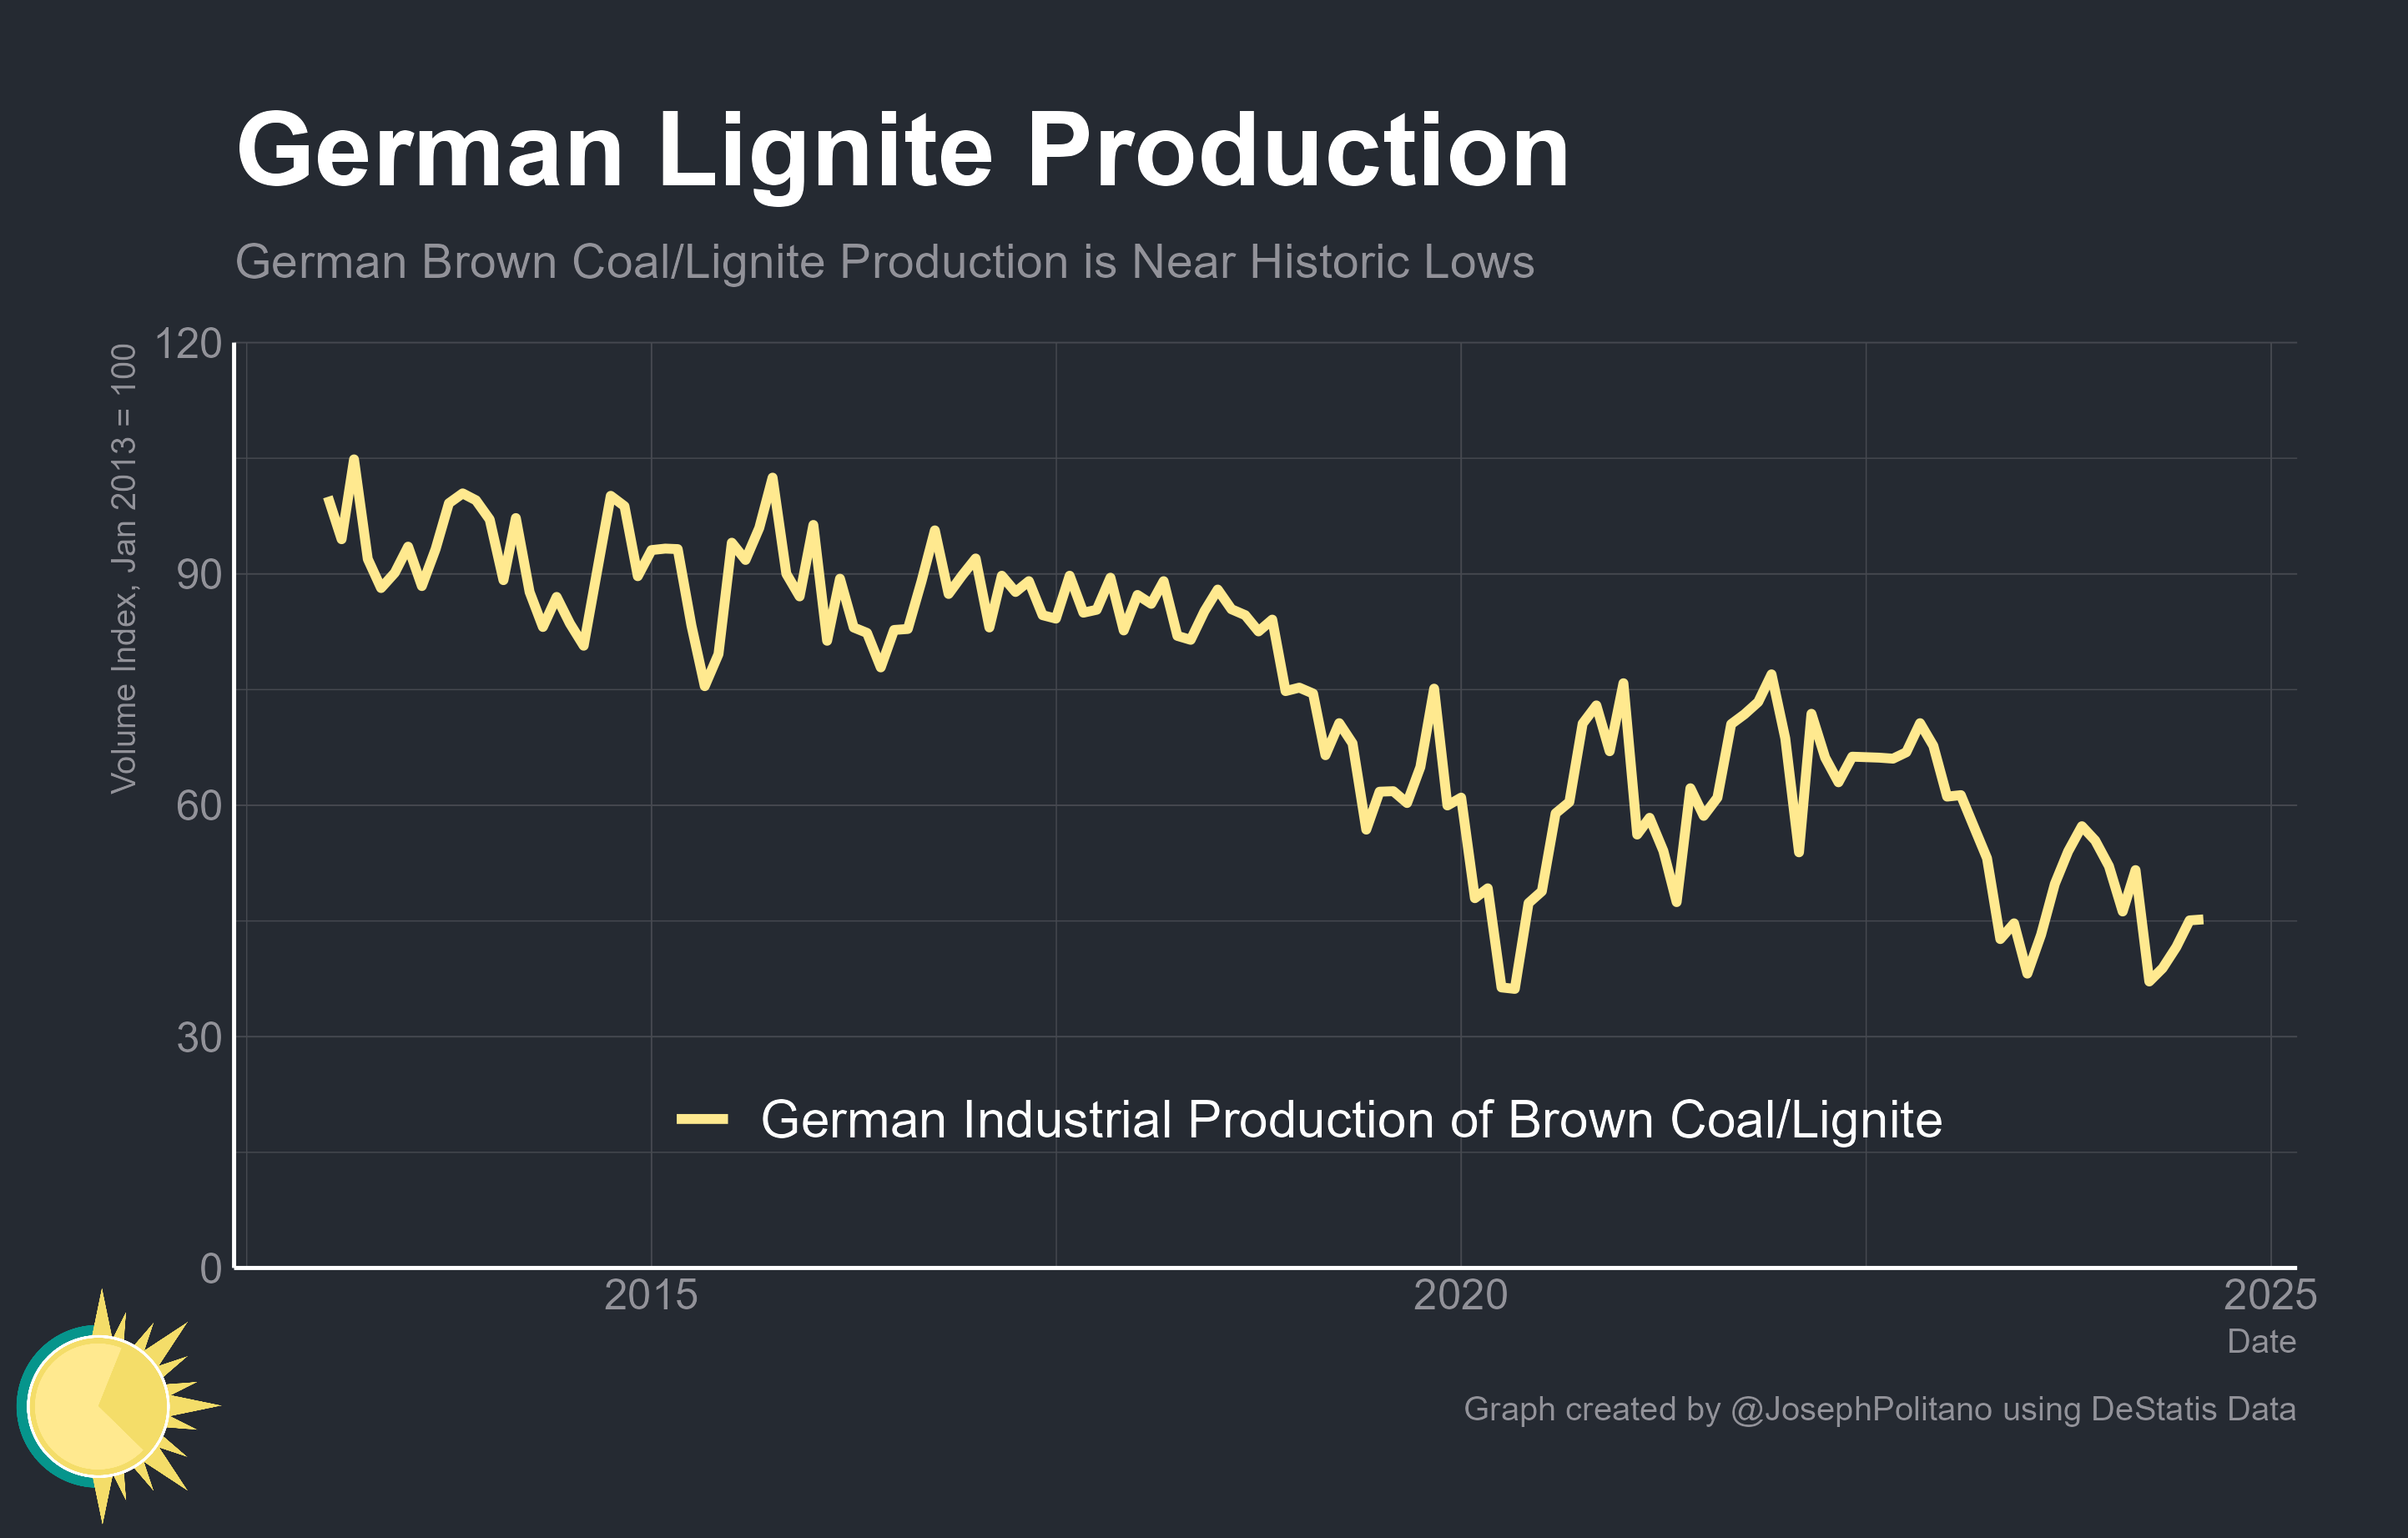 German Lignite Production
German Brown Coal/Lignite Production is Near Historic Lows
Volume Index, Jan 2013 = 100
120
90
60
30
0
German Industrial Production of Brown Coal/Lignite
2015
2020
2025
Date
Graph created by @JosephPolitano using DeStatis Data